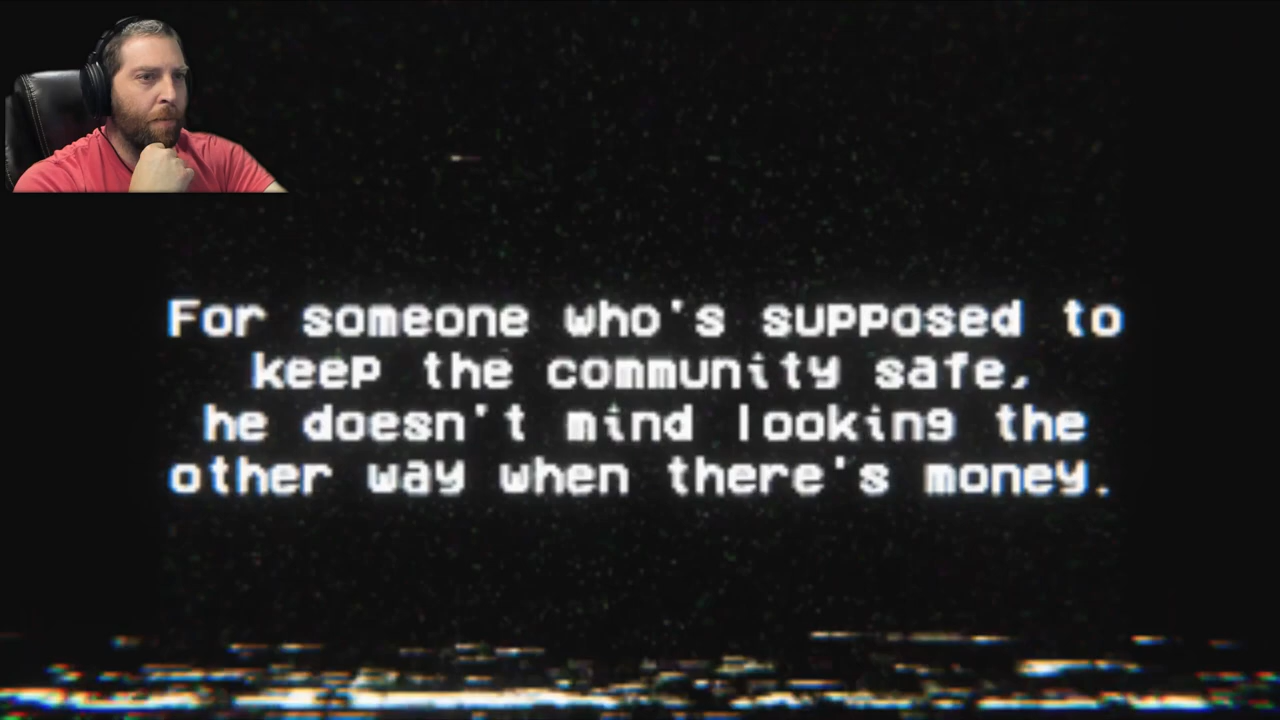 For someone who's supposed to
keep the community safe,
he doesn't mind looking the
other way when there's money.